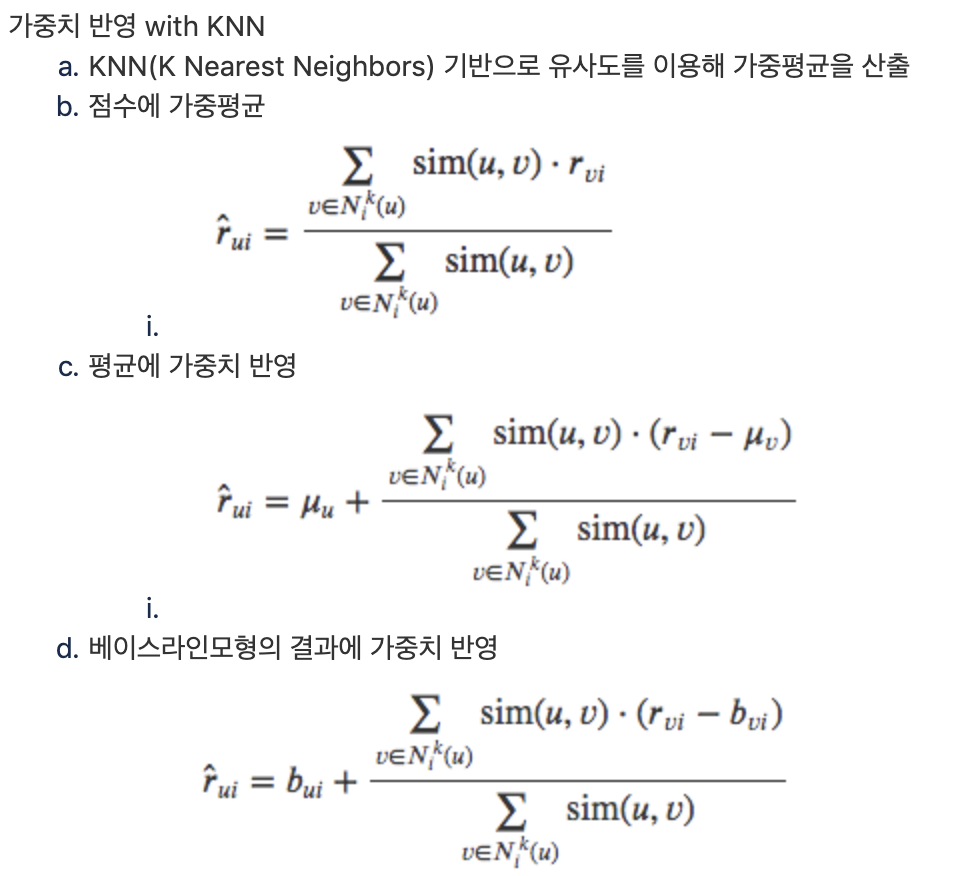 가중치 반영 with KNN
a. KNN(K Nearest Neighbors) 기반으로 유사도를 이용해 가중평균을 산출
b. 점수에 가중평균
i. $\hat{r}_{ui} = \frac{\sum_{v \in N_i^k(u)} \text{sim}(u, v) \cdot r_{vi}}{\sum_{v \in N_i^k(u)} \text{sim}(u, v)}$
c. 평균에 가중치 반영
i. $\hat{r}_{ui} = \mu_u + \frac{\sum_{v \in N_i^k(u)} \text{sim}(u, v) \cdot (r_{vi} - \mu_v)}{\sum_{v \in N_i^k(u)} \text{sim}(u, v)}$
d. 베이스라인모형의 결과에 가중치 반영
$\hat{r}_{ui} = b_{ui} + \frac{\sum_{v \in N_i^k(u)} \text{sim}(u, v) \cdot (r_{vi} - b_{vi})}{\sum_{v \in N_i^k(u)} \text{sim}(u, v)}$